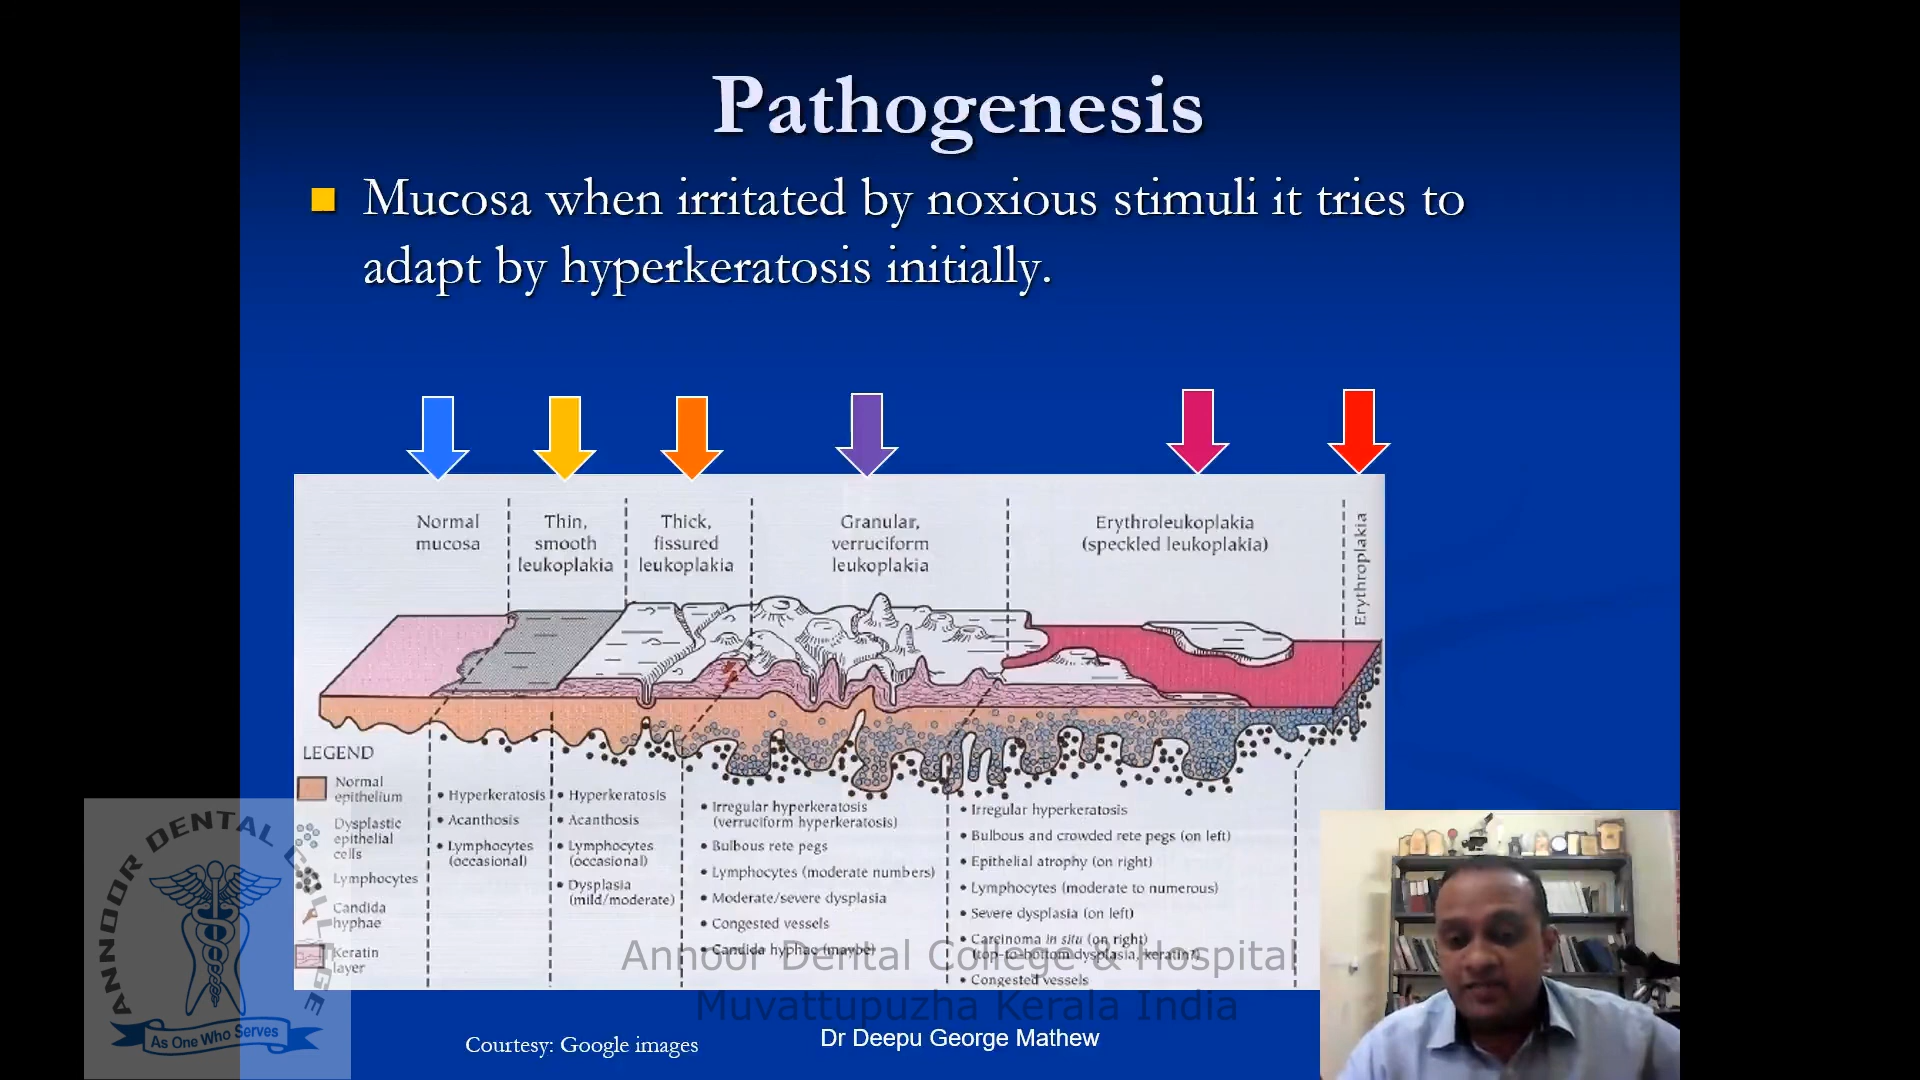 Pathogenesis
Mucosa when irritated by noxious stimuli it tries to
adapt by hyperkeratosis initially.
Normal
mucosa
Thin,
smooth
leukoplakia
Thick,
fissured
leukoplakia
Granular,
verruciform
leukoplakia
Erythroleukoplakia
(speckled leukoplakia)
Erythroplakia
LEGEND
Normal
epithelium
Dysplastic
epithelial
cells
Lymphocytes
Candida
hyphae
Keratin
layer
• Hyperkeratosis
• Acanthosis
• Lymphocytes
(occasional)
• Hyperkeratosis
• Acanthosis
• Lymphocytes
(occasional)
• Dysplasia
(mild/moderate)
• Irregular hyperkeratosis
(verruciform hyperkeratosis)
• Bulbous rete pegs
• Lymphocytes (moderate numbers)
• Moderate/severe dysplasia
• Congested vessels
• Candida hyphae (maybe)
• Irregular hyperkeratosis
• Bulbous and crowded rete pegs (on left)
• Epithelial atrophy (on right)
• Lymphocytes (moderate to numerous)
• Severe dysplasia (on left)
• Carcinoma in situ (on right)
(top-to-bottom dysplasia, keratin?)
• Congested vessels
Annoor Dental College & Hospital
Muvattupuzha Kerala India
Dr Deepu George Mathew
Courtesy: Google images
ANNOOR DENTAL COLLEGE
As One Who Serves